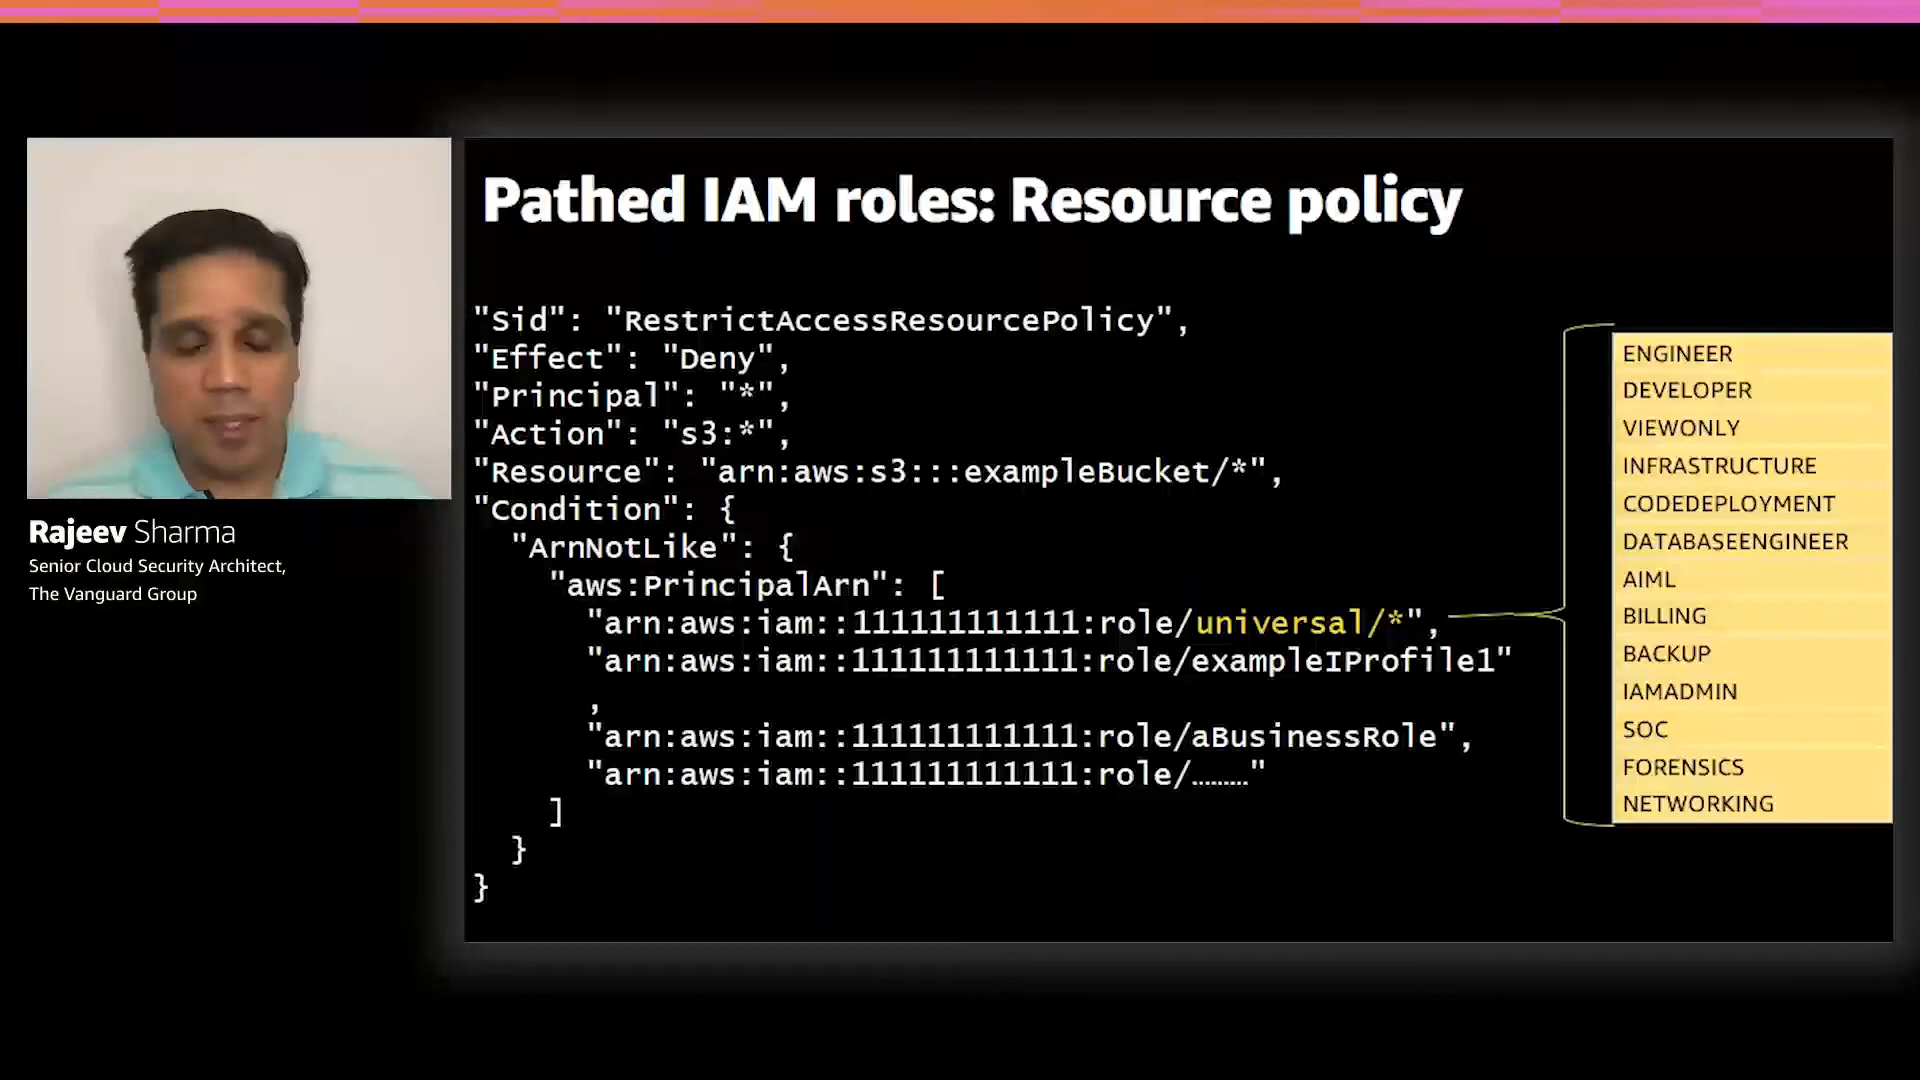 Pathed IAM roles: Resource policy
"Sid": "RestrictAccessResourcePolicy",
"Effect": "Deny",
"Principal": "*",
"Action": "s3:*",
"Resource": "arn:aws:s3:::exampleBucket/*",
"Condition": {
"ArnNotLike": {
"aws:PrincipalArn": [
"arn:aws:iam::111111111111:role/universal/*",
"arn:aws:iam::111111111111:role/exampleIProfile1"
,
"arn:aws:iam::111111111111:role/aBusinessRole",
"arn:aws:iam::111111111111:role/………"
]
}
}
ENGINEER
DEVELOPER
VIEWONLY
INFRASTRUCTURE
CODEDEPLOYMENT
DATABASEENGINEER
AIML
BILLING
BACKUP
IAMADMIN
SOC
FORENSICS
NETWORKING
Rajeev Sharma
Senior Cloud Security Architect,
The Vanguard Group